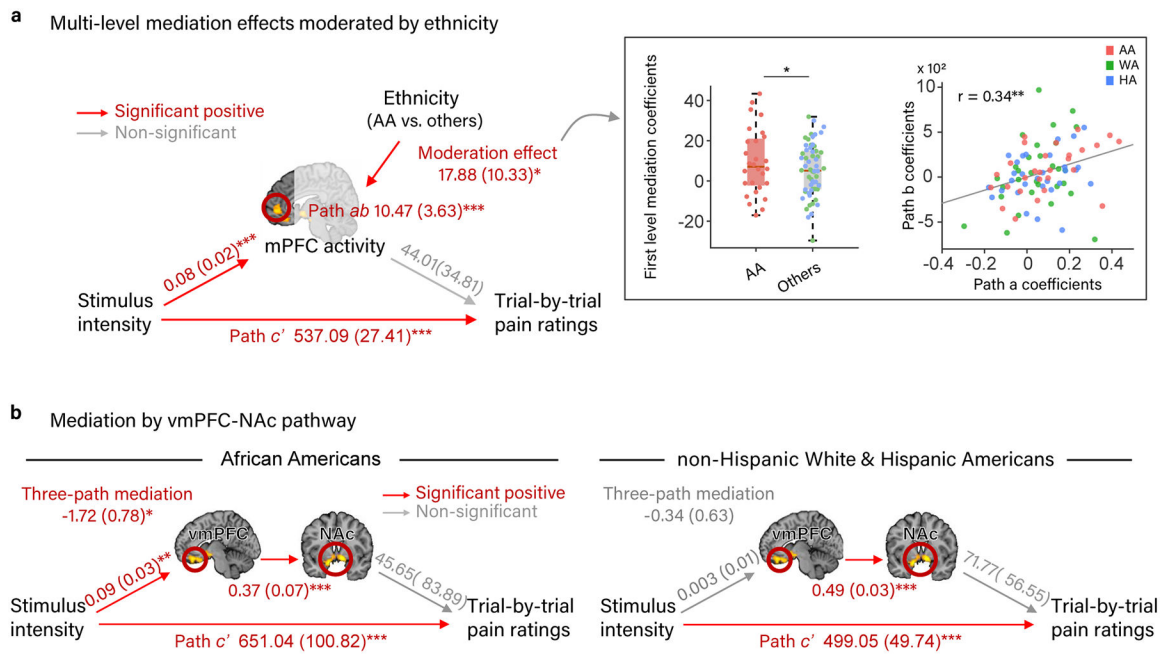 a
Multi-level mediation effects moderated by ethnicity
Significant positive
Non-significant
Ethnicity
(AA vs. others)
Moderation effect
17.88 (10.33)*
Path ab 10.47 (3.63)***
mPFC activity
0.08 (0.02)***
44.01(34.81)
Stimulus
intensity
Trial-by-trial
pain ratings
Path c' 537.09 (27.41)***
First level mediation coefficients
*
40
20
0
-20
AA
Others
AA
WA
HA
x 10²
r = 0.34**
Path b coefficients
10
5
0
-5
-0.4
-0.2
0
0.2
0.4
Path a coefficients
b
Mediation by vmPFC-NAc pathway
African Americans
Three-path mediation
-1.72 (0.78)*
Significant positive
Non-significant
vmPFC
NAc
0.09 (0.03)**
0.37 (0.07)***
45.65( 83.89)
Stimulus
intensity
Trial-by-trial
pain ratings
Path c' 651.04 (100.82)***
non-Hispanic White & Hispanic Americans
Three-path mediation
-0.34 (0.63)
vmPFC
NAc
0.003 (0.01)
0.49 (0.03)***
71.77( 56.55)
Stimulus
intensity
Trial-by-trial
pain ratings
Path c' 499.05 (49.74)***